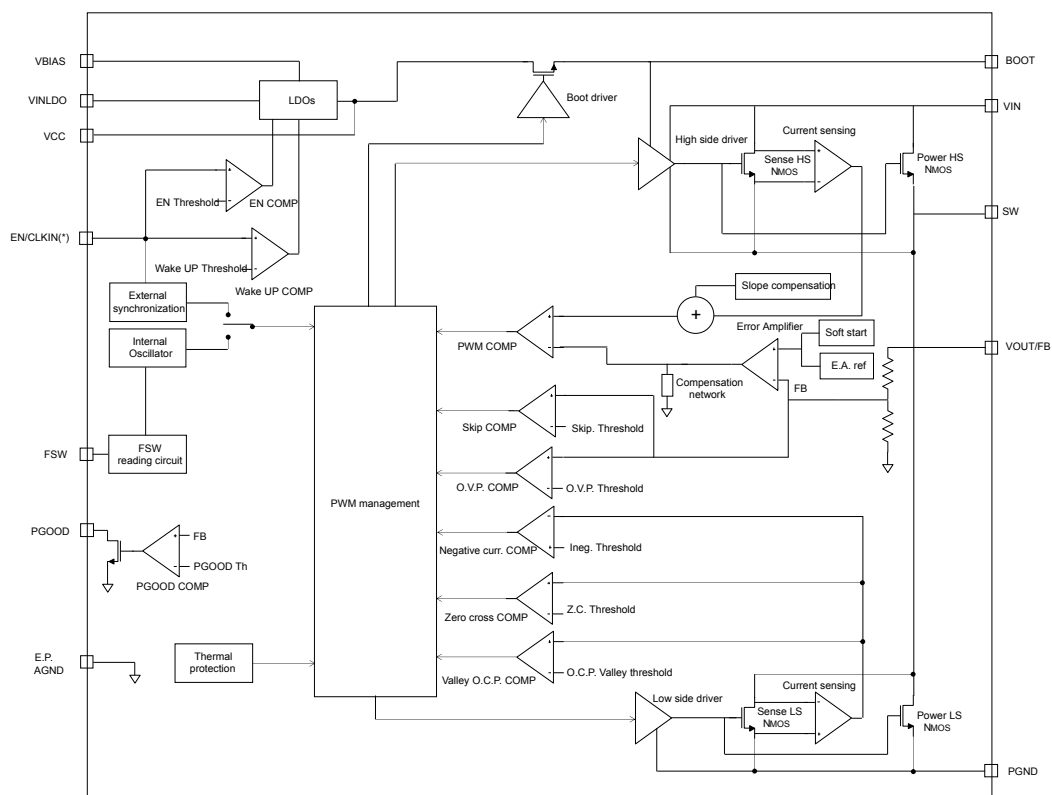 VBIAS
BOOT
VINLDO
LDOs
Boot driver
VIN
VCC
High side driver
Current sensing
+
Sense HS
NMOS
-
Power HS
NMOS
+
EN Threshold
-
EN COMP
SW
EN/CLKIN(*)
+
Wake UP Threshold
-
Wake UP COMP
External
synchronization
Slope compensation
+
Internal
Oscillator
+
PWM COMP
-
Error Amplifier
Soft start
+
E.A. ref
-
FB
VOUT/FB
Compensation
network
+
Skip COMP
-
Skip. Threshold
FSW
FSW
reading circuit
+
O.V.P. COMP
-
O.V.P. Threshold
PWM management
PGOOD
+
FB
-
PGOOD Th
PGOOD COMP
-
Negative curr. COMP
+
Ineg. Threshold
+
Zero cross COMP
-
Z.C. Threshold
E.P.
AGND
Thermal
protection
+
Valley O.C.P. COMP
-
O.C.P. Valley threshold
Low side driver
Current sensing
-
Sense LS
NMOS
+
Power LS
NMOS
PGND